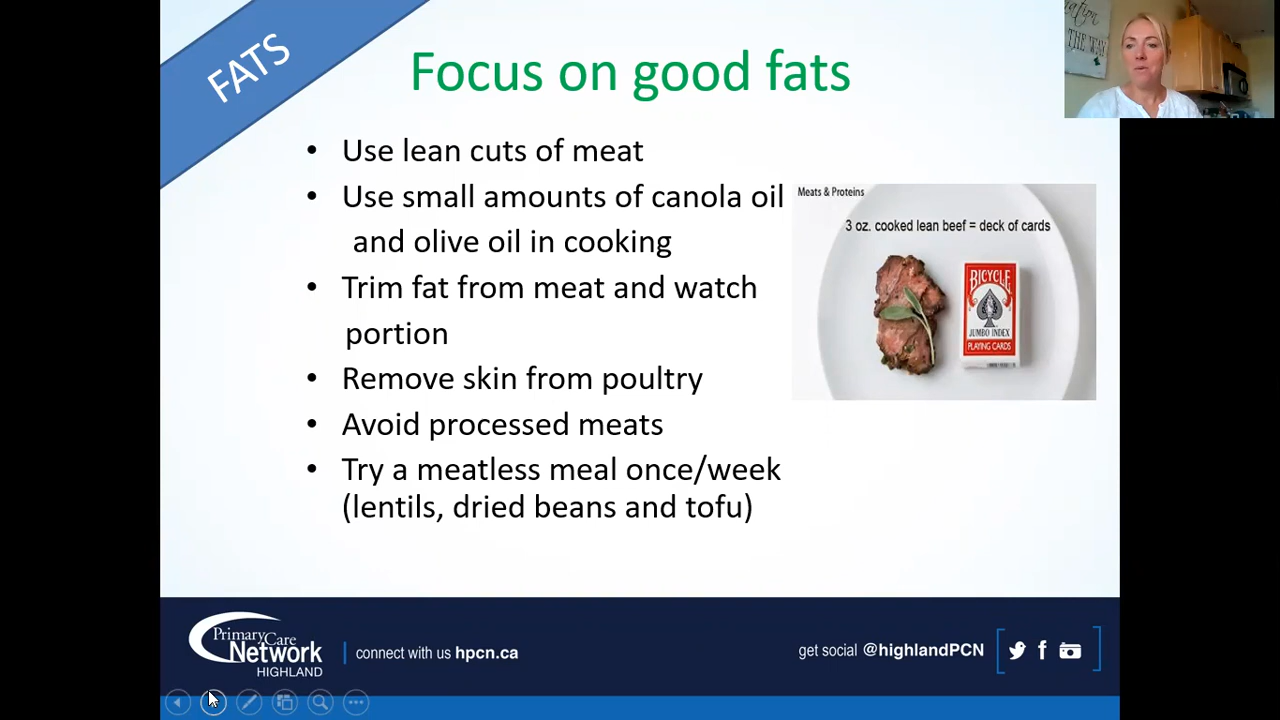 FATS
Focus on good fats
• Use lean cuts of meat
• Use small amounts of canola oil
and olive oil in cooking
• Trim fat from meat and watch
portion
• Remove skin from poultry
• Avoid processed meats
• Try a meatless meal once/week
(lentils, dried beans and tofu)
Meats & Proteins
3 oz. cooked lean beef = deck of cards
BICYCLE
JUMBO INDEX
PLAYING CARDS
THE WAY
PrimaryCare
Network
HIGHLAND
connect with us hpcn.ca
get social @highlandPCN